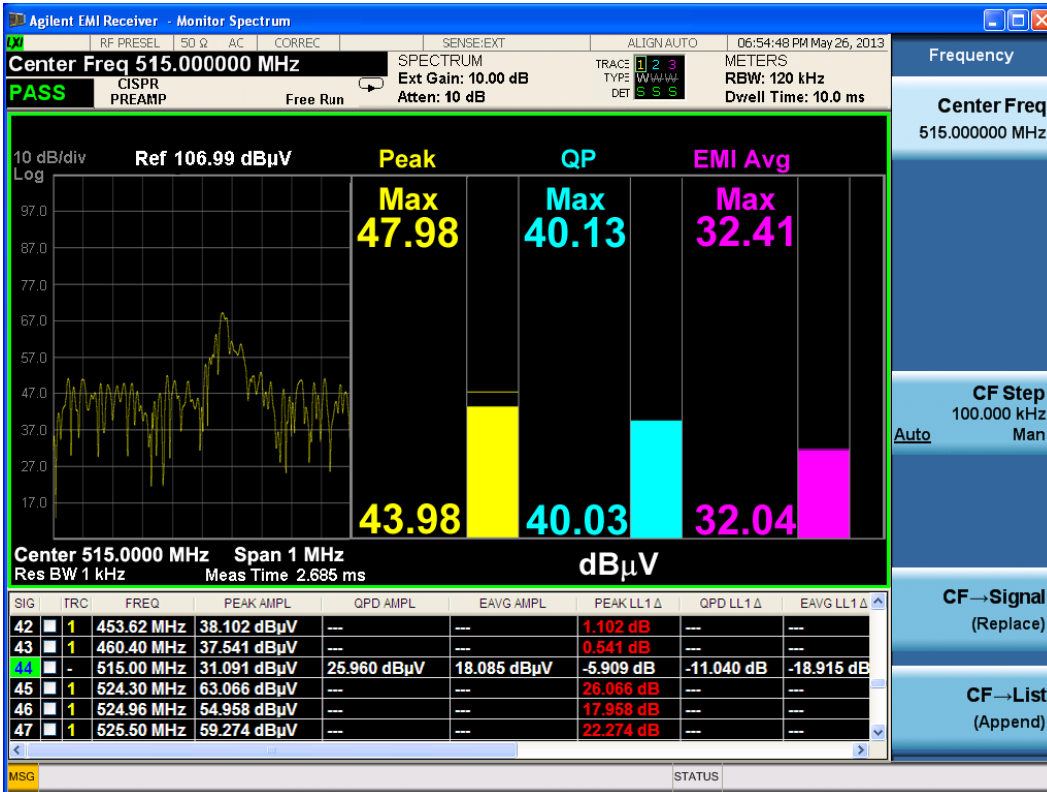 Agilent EMI Receiver - Monitor Spectrum
LXI RF PRESEL 50 Ω AC CORREC SENSE:EXT ALIGN AUTO 06:54:48 PM May 26, 2013
Center Freq 515.000000 MHz
PASS
CISPR
PREAMP
Free Run
SPECTRUM
Ext Gain: 10.00 dB
Atten: 10 dB
TRACE 1 2 3
TYPE W W W
DET S S S
METERS
RBW: 120 kHz
Dwell Time: 10.0 ms
10 dB/div Ref 106.99 dBµV
Log
97.0
87.0
77.0
67.0
57.0
47.0
37.0
27.0
17.0
Peak QP EMI Avg
Max Max Max
47.98 40.13 32.41
43.98 40.03 32.04
dBµV
Center 515.0000 MHz Span 1 MHz
Res BW 1 kHz Meas Time 2.685 ms
SIG TRC FREQ PEAK AMPL QPD AMPL EAVG AMPL PEAK LL1 Δ QPD LL1 Δ EAVG LL1 Δ
42 1 453.62 MHz 38.102 dBµV --- --- 1.102 dB --- ---
43 1 460.40 MHz 37.541 dBµV --- --- 0.541 dB --- ---
44 - 515.00 MHz 31.091 dBµV 25.960 dBµV 18.085 dBµV -5.909 dB -11.040 dB -18.915 dB
45 1 524.30 MHz 63.066 dBµV --- --- 26.066 dB --- ---
46 1 524.96 MHz 54.958 dBµV --- --- 17.958 dB --- ---
47 1 525.50 MHz 59.274 dBµV --- --- 22.274 dB --- ---
MSG STATUS
Frequency
Center Freq
515.000000 MHz
CF Step
100.000 kHz
Auto Man
CF→Signal
(Replace)
CF→List
(Append)